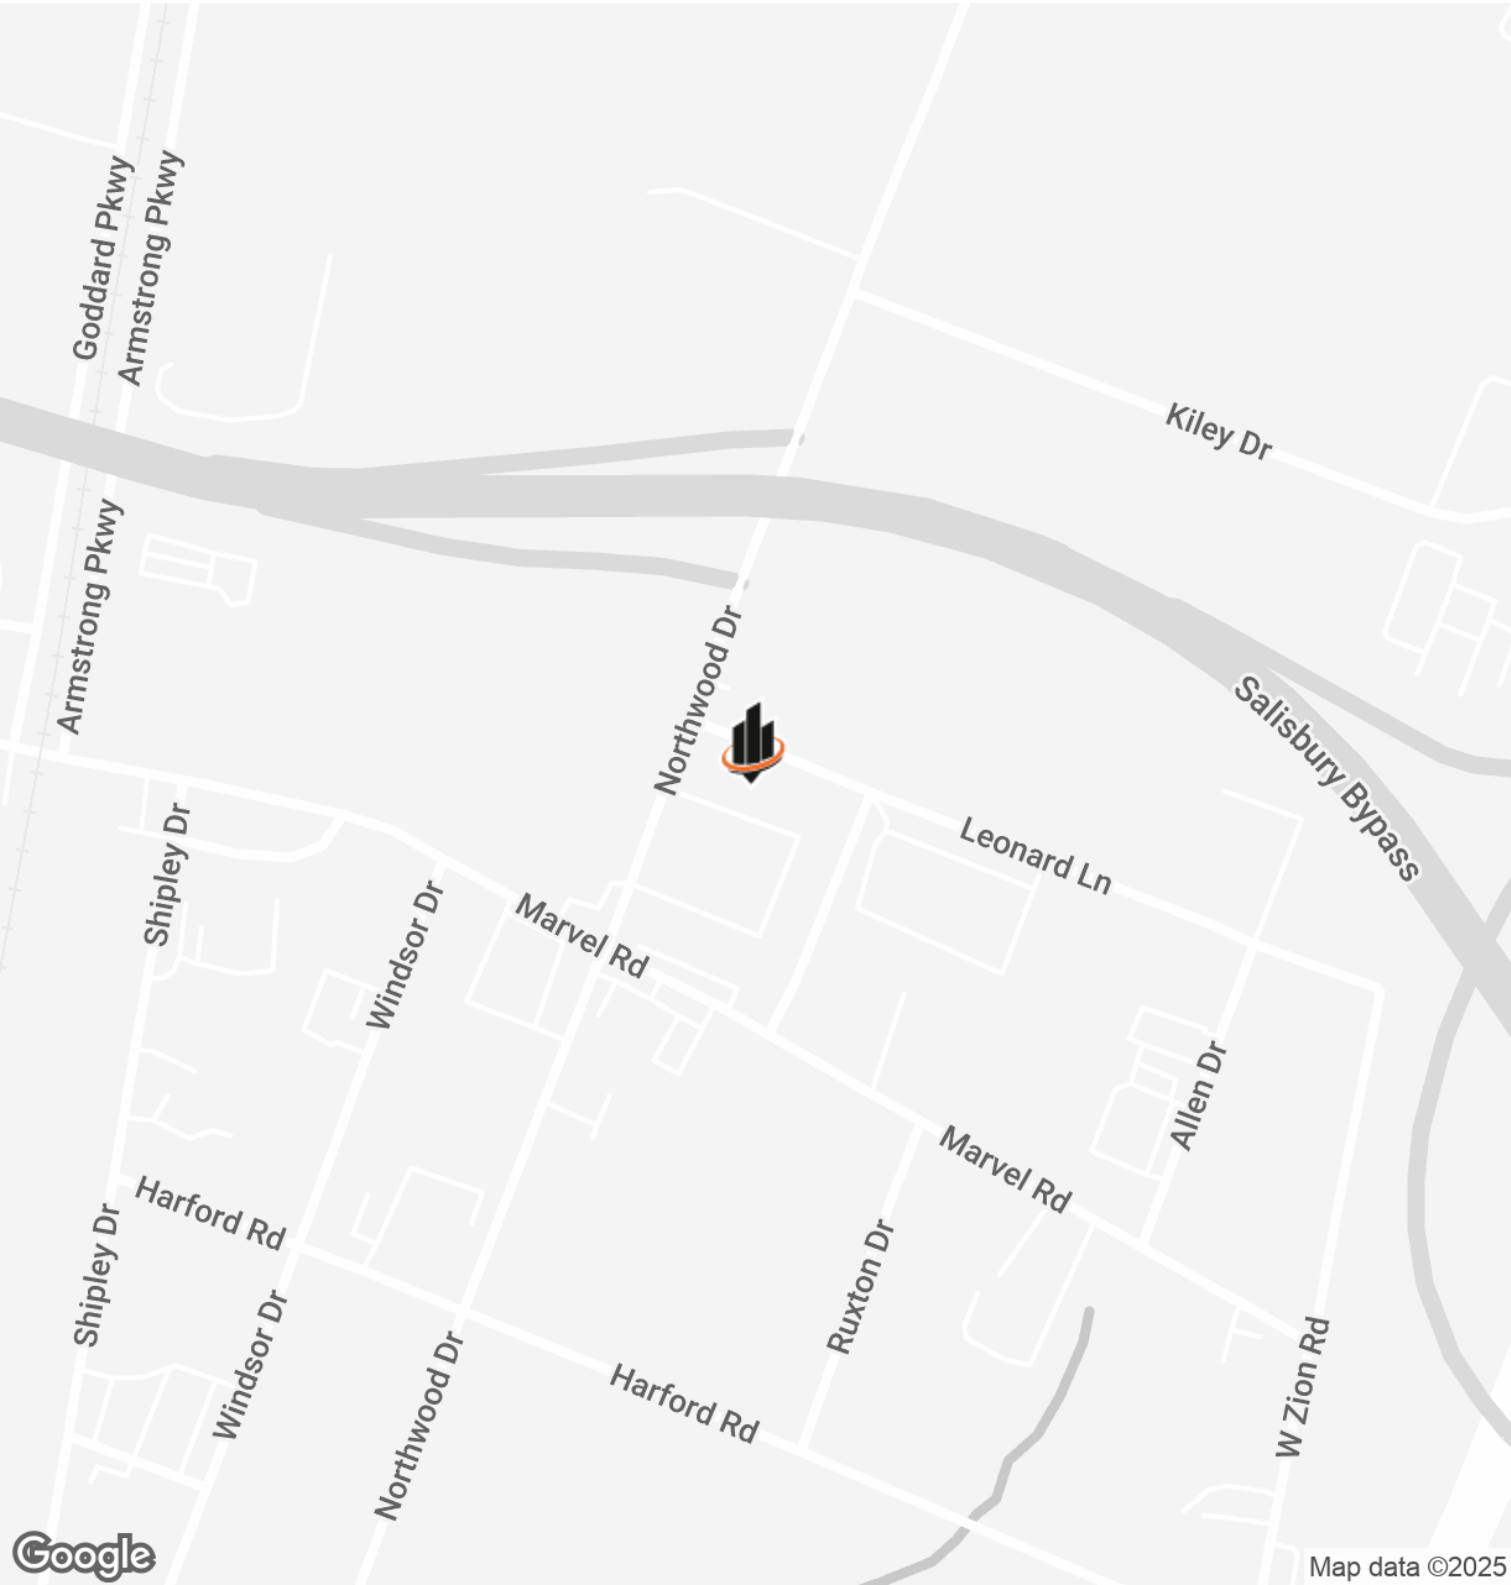 Goddard Pkwy
Armstrong Pkwy
Kiley Dr
Armstrong Pkwy
Northwood Dr
Salisbury Bypass
Shipley Dr
Leonard Ln
Windsor Dr
Marvel Rd
Allen Dr
Marvel Rd
Harford Rd
Shipley Dr
Ruxton Dr
Windsor Dr
Northwood Dr
Harford Rd
W Zion Rd
Google
Map data ©2025